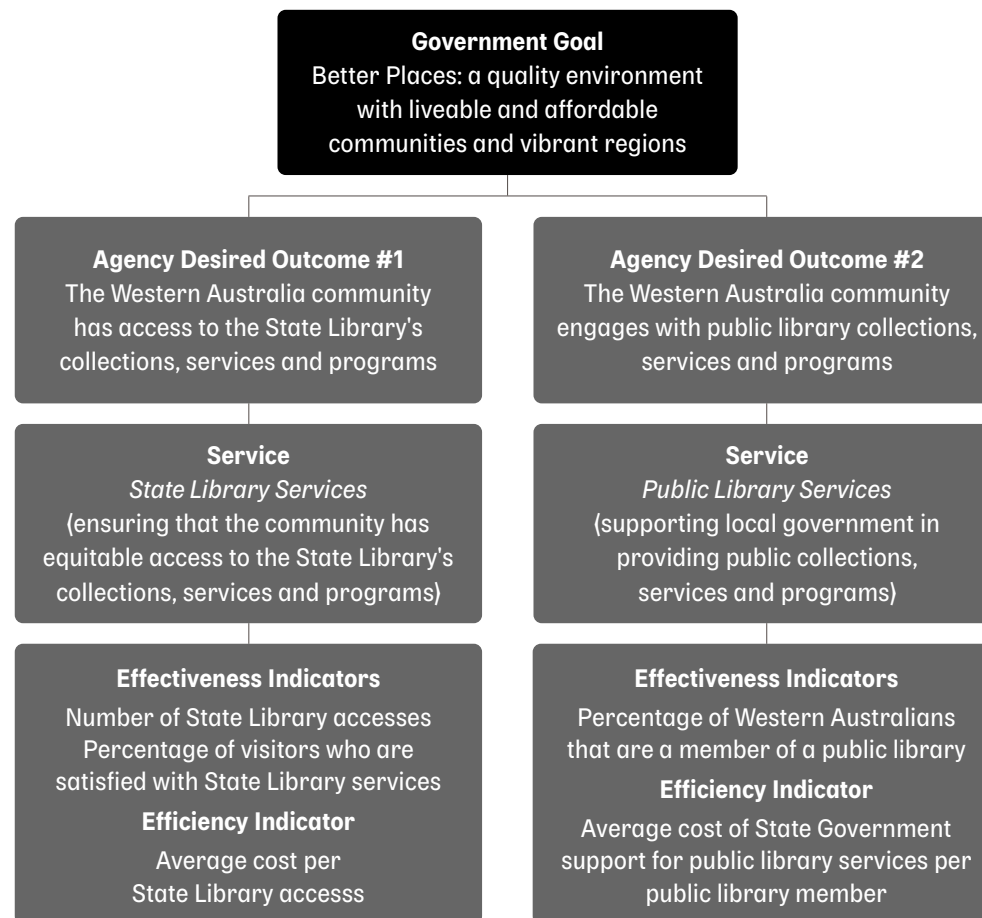 Government Goal
Better Places: a quality environment
with liveable and affordable
communities and vibrant regions
Agency Desired Outcome #1
The Western Australia community
has access to the State Library's
collections, services and programs
Service
State Library Services
(ensuring that the community has
equitable access to the State Library's
collections, services and programs)
Effectiveness Indicators
Number of State Library accesses
Percentage of visitors who are
satisfied with State Library services
Efficiency Indicator
Average cost per
State Library accesss
Agency Desired Outcome #2
The Western Australia community
engages with public library collections,
services and programs
Service
Public Library Services
(supporting local government in
providing public collections,
services and programs)
Effectiveness Indicators
Percentage of Western Australians
that are a member of a public library
Efficiency Indicator
Average cost of State Government
support for public library services per
public library member